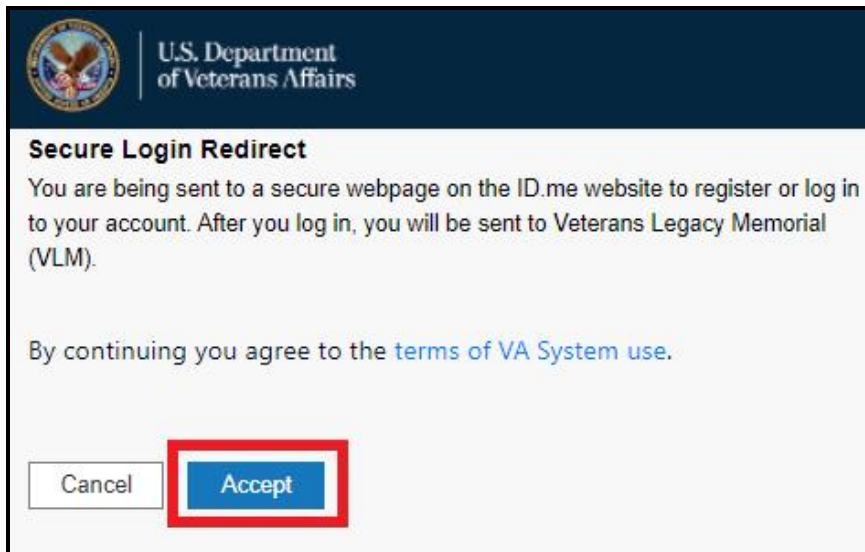 U.S. Department
of Veterans Affairs
Secure Login Redirect
You are being sent to a secure webpage on the ID.me website to register or log in
to your account. After you log in, you will be sent to Veterans Legacy Memorial
(VLM).
By continuing you agree to the terms of VA System use.
Cancel
Accept